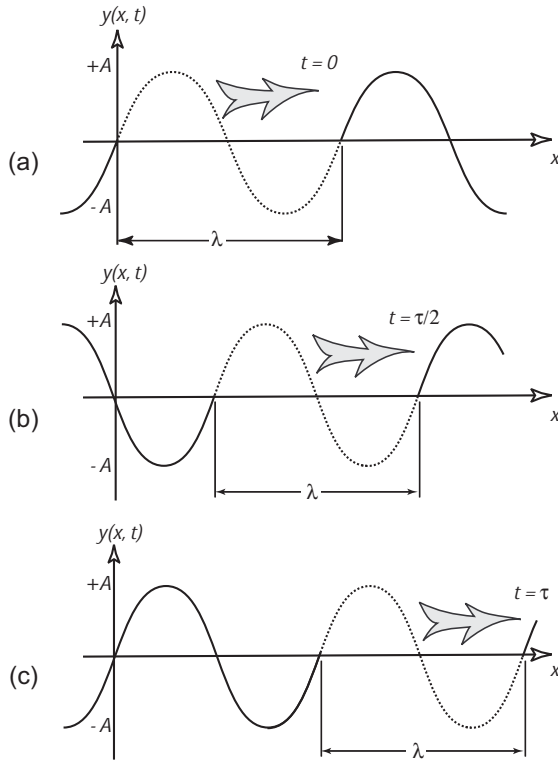 y(x, t)
+A
t = 0
(a)
x
- A
λ
y(x, t)
+A
t = τ/2
(b)
x
- A
λ
y(x, t)
+A
t = τ
(c)
x
- A
λ